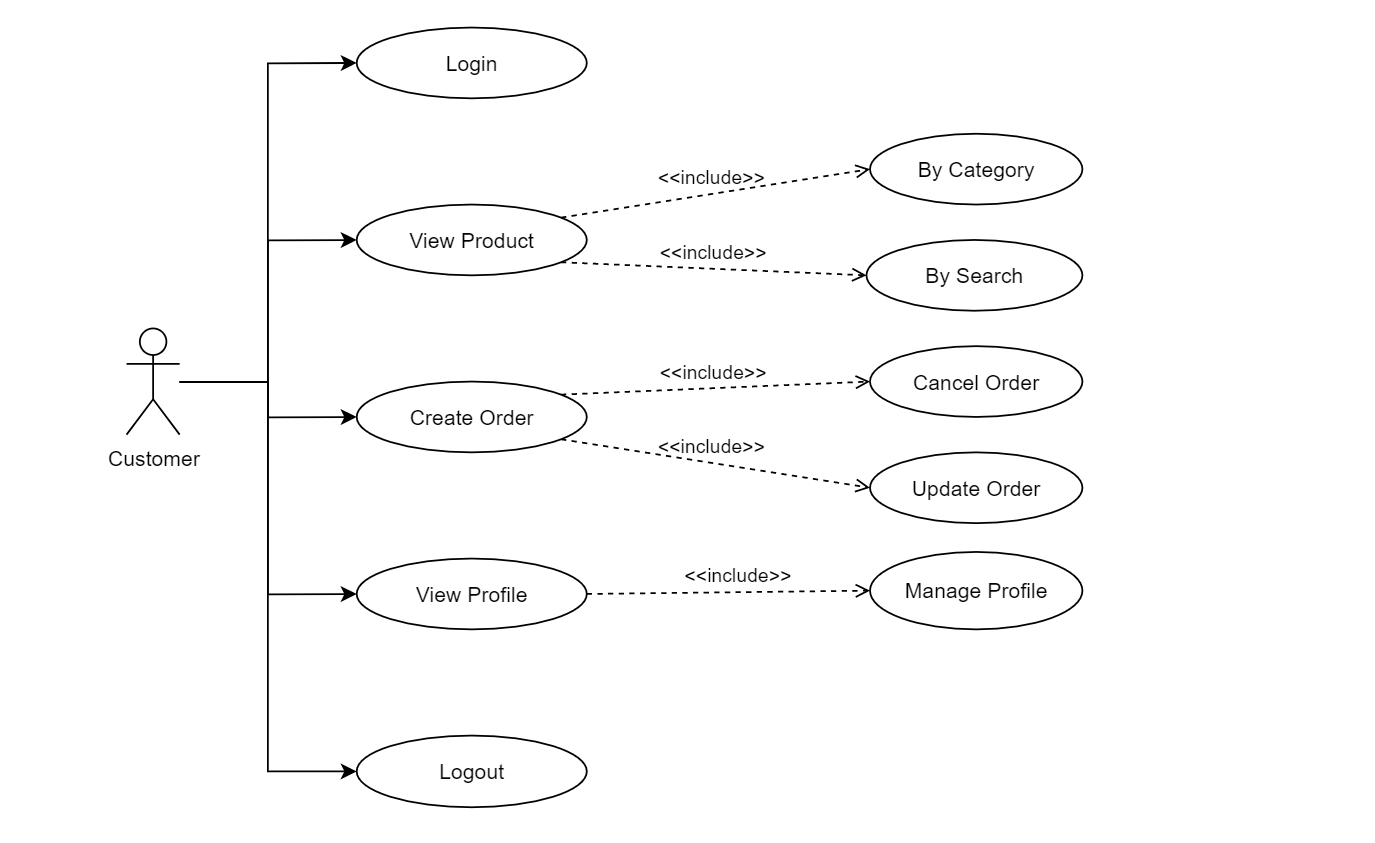 Login
<<include>>
By Category
View Product
<<include>>
By Search
<<include>>
Cancel Order
Create Order
<<include>>
Customer
Update Order
<<include>>
View Profile
Manage Profile
Logout